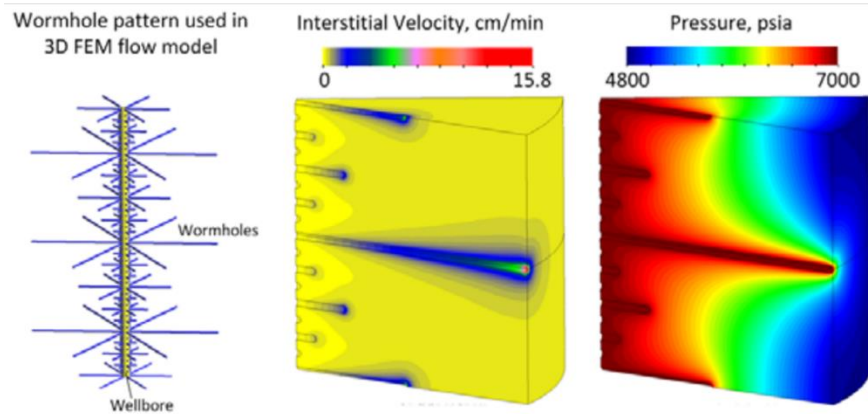 Wormhole pattern used in
3D FEM flow model
Wormholes
Wellbore
Interstitial Velocity, cm/min
0 15.8
Pressure, psia
4800 7000